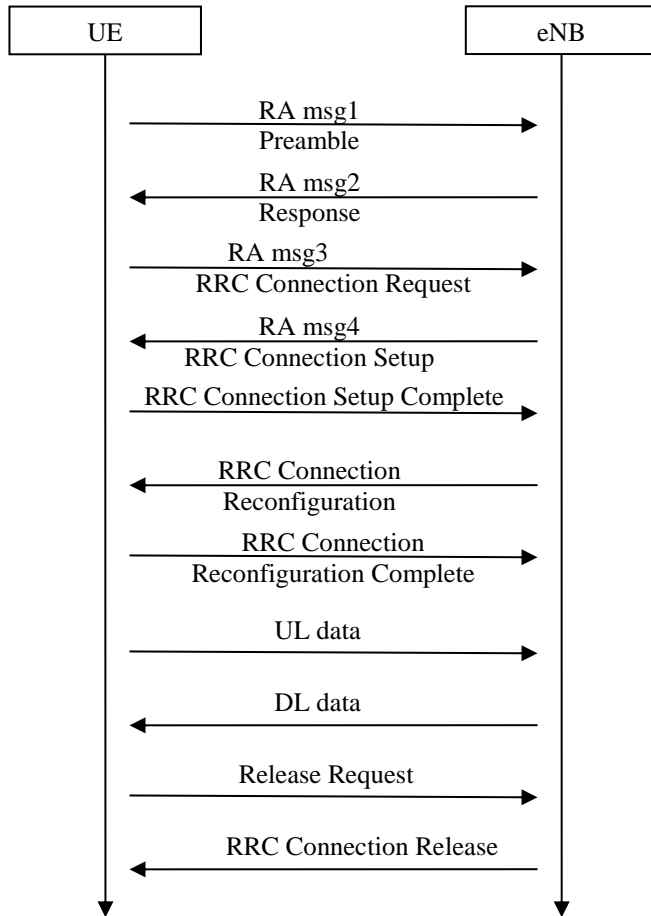 UE
eNB
RA msg1
Preamble
RA msg2
Response
RA msg3
RRC Connection Request
RA msg4
RRC Connection Setup
RRC Connection Setup Complete
RRC Connection
Reconfiguration
RRC Connection
Reconfiguration Complete
UL data
DL data
Release Request
RRC Connection Release